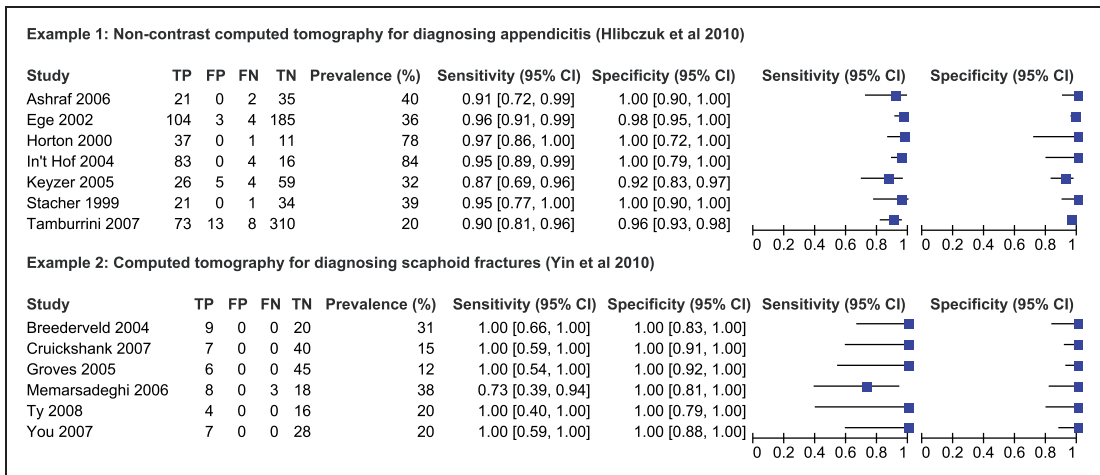 Example 1: Non-contrast computed tomography for diagnosing appendicitis (Hlibczuk et al 2010)
Study TP FP FN TN Prevalence (%) Sensitivity (95% CI) Specificity (95% CI) Sensitivity (95% CI) Specificity (95% CI)
Ashraf 2006 21 0 2 35 40 0.91 [0.72, 0.99] 1.00 [0.90, 1.00]
Ege 2002 104 3 4 185 36 0.96 [0.91, 0.99] 0.98 [0.95, 1.00]
Horton 2000 37 0 1 11 78 0.97 [0.86, 1.00] 1.00 [0.72, 1.00]
In't Hof 2004 83 0 4 16 84 0.95 [0.89, 0.99] 1.00 [0.79, 1.00]
Keyzer 2005 26 5 4 59 32 0.87 [0.69, 0.96] 0.92 [0.83, 0.97]
Stacher 1999 21 0 1 34 39 0.95 [0.77, 1.00] 1.00 [0.90, 1.00]
Tamburrini 2007 73 13 8 310 20 0.90 [0.81, 0.96] 0.96 [0.93, 0.98]
0 0.2 0.4 0.6 0.8 1 0 0.2 0.4 0.6 0.8 1
Example 2: Computed tomography for diagnosing scaphoid fractures (Yin et al 2010)
Study TP FP FN TN Prevalence (%) Sensitivity (95% CI) Specificity (95% CI) Sensitivity (95% CI) Specificity (95% CI)
Breederveld 2004 9 0 0 20 31 1.00 [0.66, 1.00] 1.00 [0.83, 1.00]
Cruickshank 2007 7 0 0 40 15 1.00 [0.59, 1.00] 1.00 [0.91, 1.00]
Groves 2005 6 0 0 45 12 1.00 [0.54, 1.00] 1.00 [0.92, 1.00]
Memarsadeghi 2006 8 0 3 18 38 0.73 [0.39, 0.94] 1.00 [0.81, 1.00]
Ty 2008 4 0 0 16 20 1.00 [0.40, 1.00] 1.00 [0.79, 1.00]
You 2007 7 0 0 28 20 1.00 [0.59, 1.00] 1.00 [0.88, 1.00]
0 0.2 0.4 0.6 0.8 1 0 0.2 0.4 0.6 0.8 1